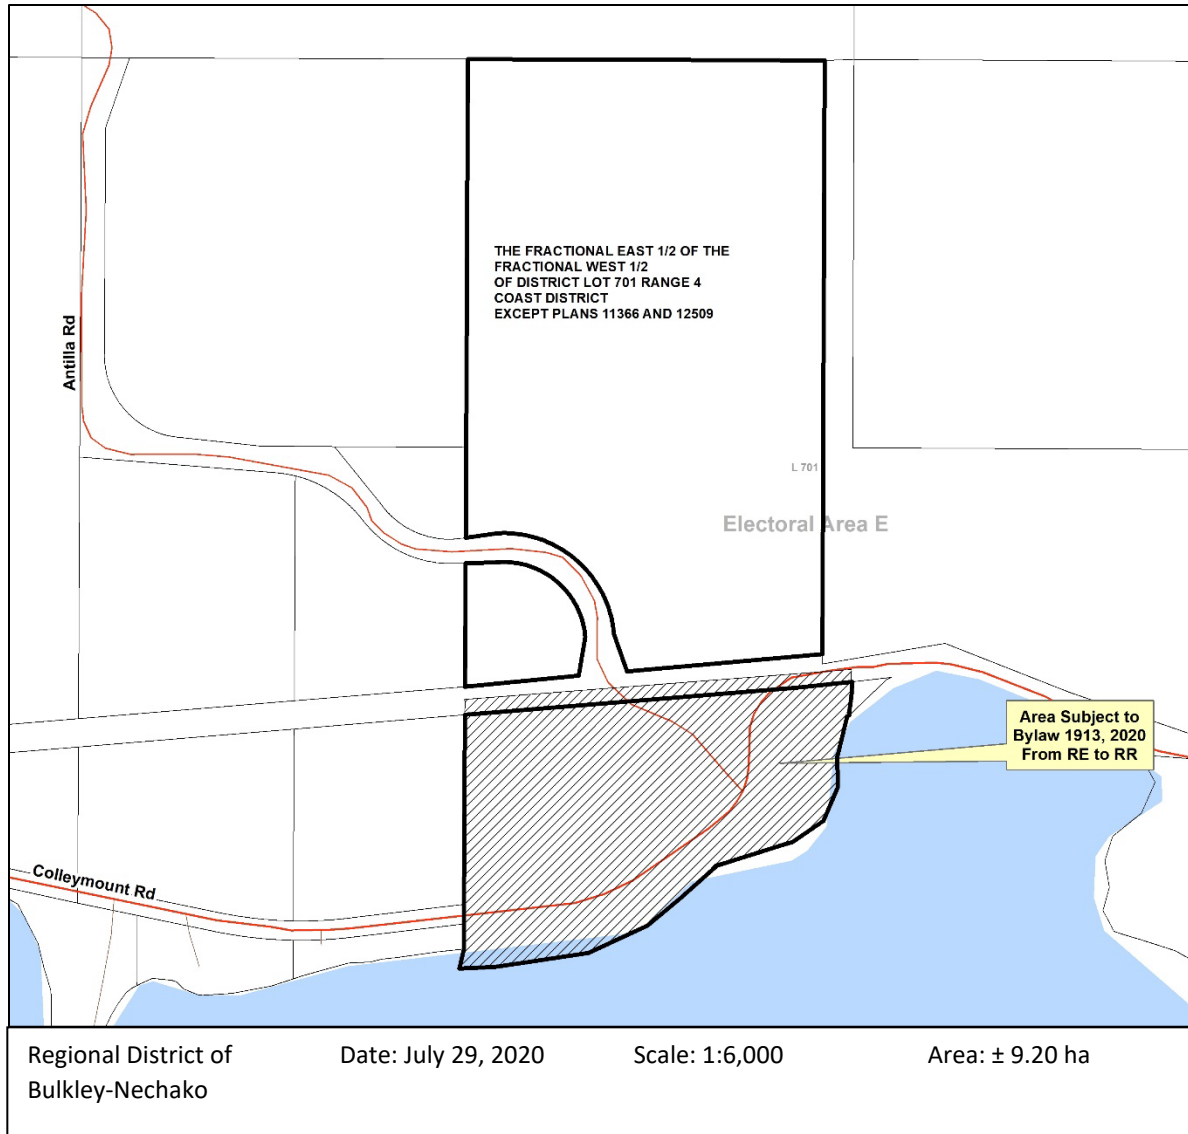 THE FRACTIONAL EAST 1/2 OF THE
FRACTIONAL WEST 1/2
OF DISTRICT LOT 701 RANGE 4
COAST DISTRICT
EXCEPT PLANS 11366 AND 12509
Antilla Rd
L 701
Electoral Area E
Area Subject to
Bylaw 1913, 2020
From RE to RR
Colleymount Rd
Regional District of
Bulkley-Nechako
Date: July 29, 2020
Scale: 1:6,000
Area: ± 9.20 ha